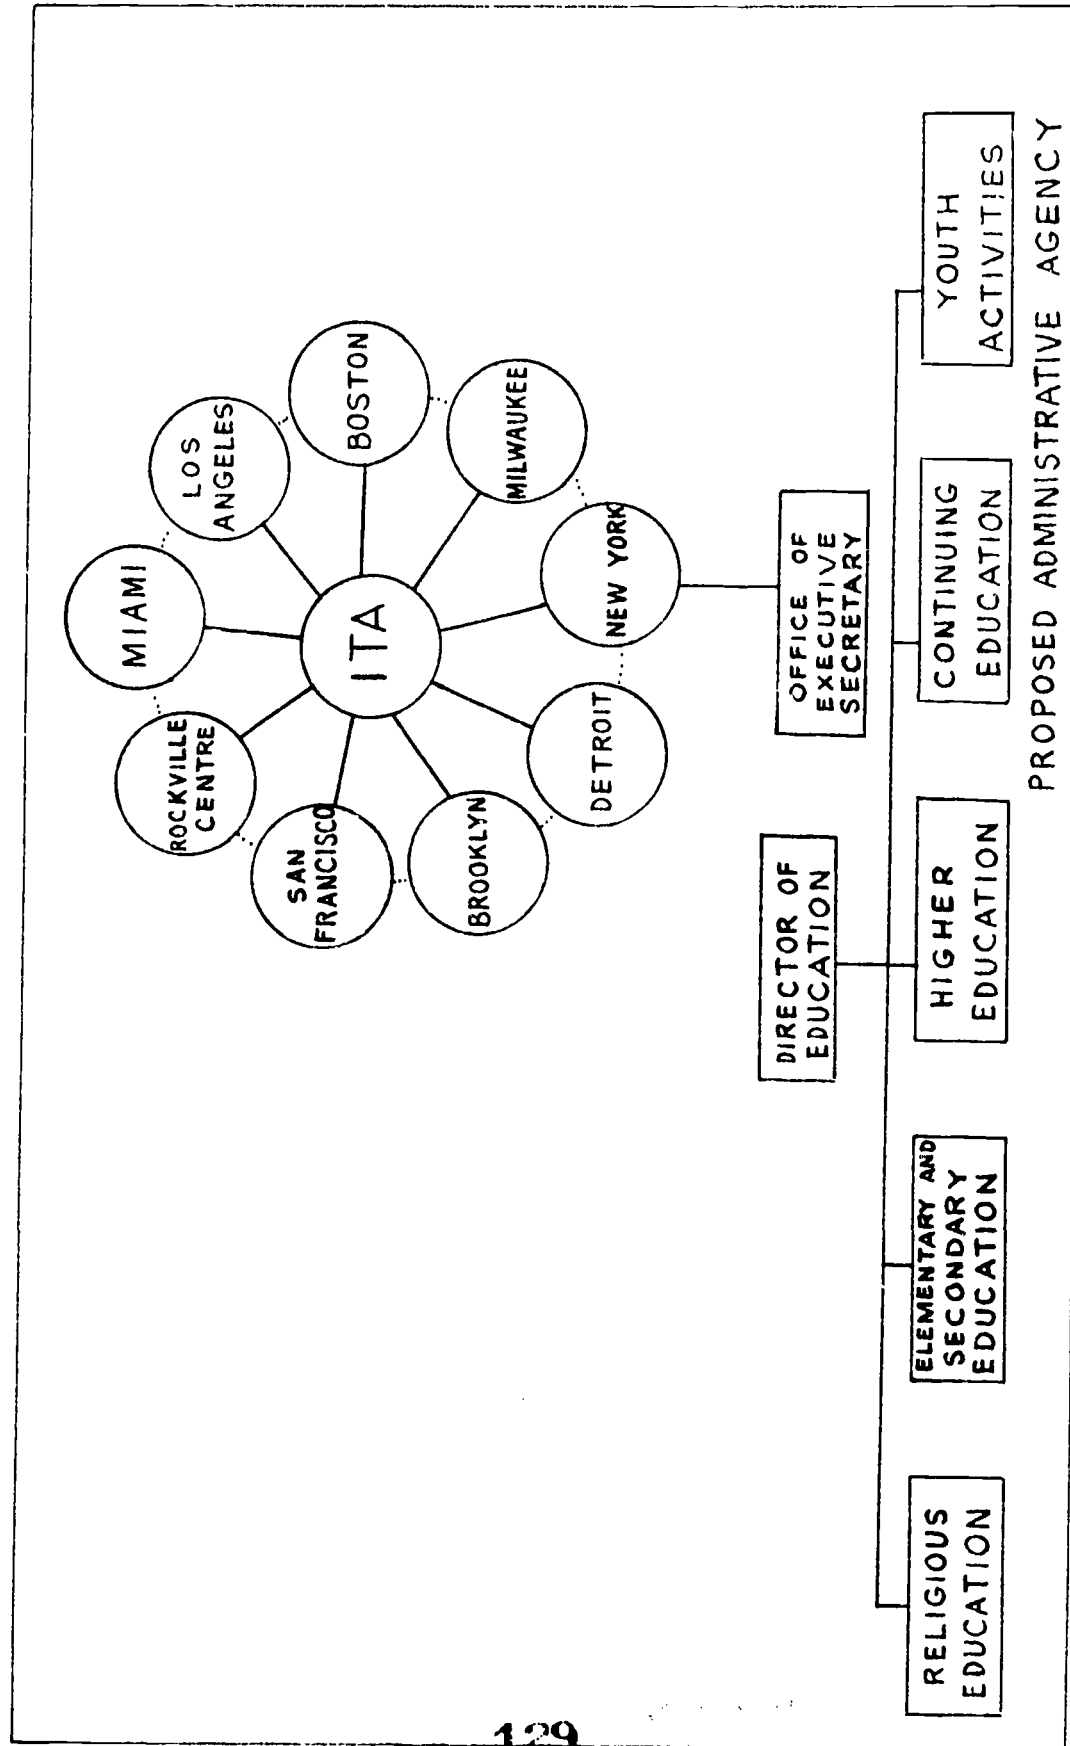 MIAMI
LOS
ANGELES
ROCKVILLE
CENTRE
BOSTON
SAN
FRANCISCO
ITA
MILWAUKEE
BROOKLYN
NEW YORK
DETROIT
OFFICE OF
EXECUTIVE
SECRETARY
DIRECTOR OF
EDUCATION
RELIGIOUS
EDUCATION
ELEMENTARY AND
SECONDARY
EDUCATION
HIGHER
EDUCATION
CONTINUING
EDUCATION
YOUTH
ACTIVITIES
PROPOSED ADMINISTRATIVE AGENCY
129